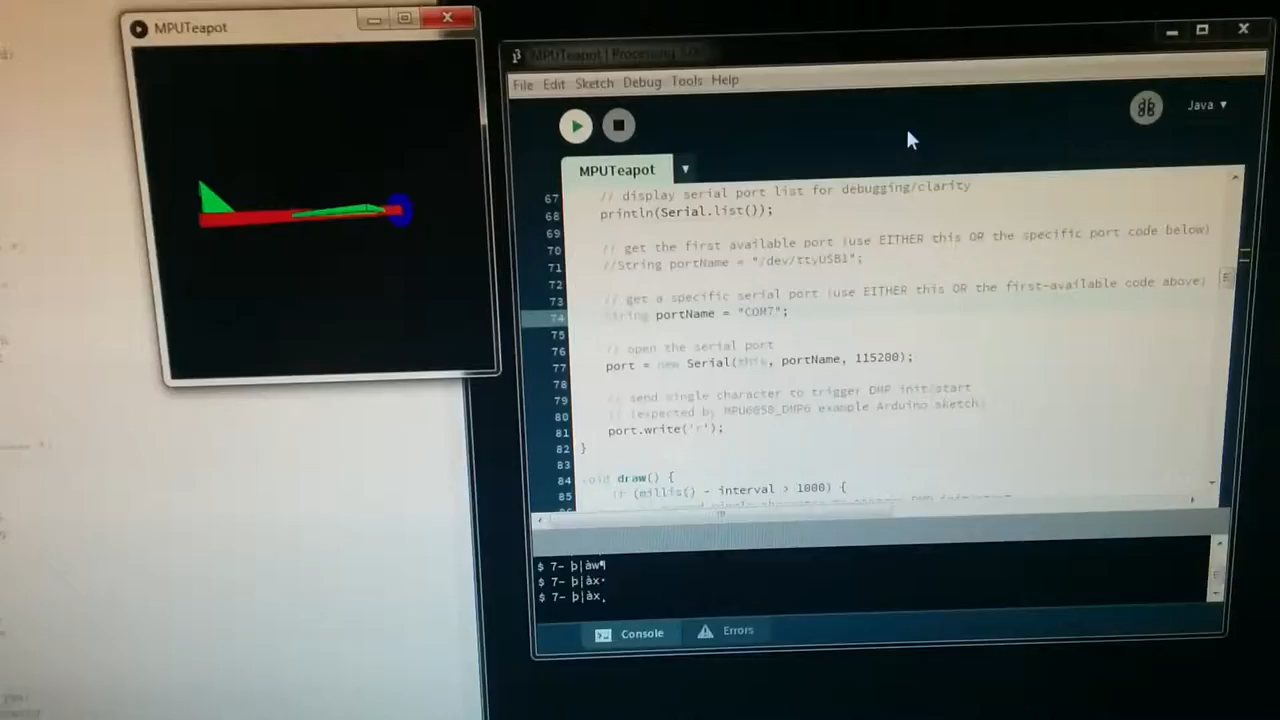 MPUTeapot
MPUTeapot | Processing
File Edit Sketch Debug Tools Help
Java ▼
MPUTeapot ▼
67 // display serial port list for debugging/clarity
68 println(Serial.list());
69
70 // get the first available port (use EITHER this OR the specific port code below)
71 //String portName = "/dev/ttyUSB1";
72
73 // get a specific serial port (use EITHER this OR the first-available code above)
74 String portName = "COM7";
75
76 // open the serial port
77 port = new Serial(this, portName, 115200);
78
79 // send single character to trigger DMP init/start
80 // (expected by MPU6050_DMP6 example Arduino sketch)
81 port.write('r');
82 }
83
84 void draw() {
85 if (millis() - interval > 1000) {
$ 7- þ|àw¶
$ 7- þ|àx·
$ 7- þ|àx¸
Console Errors